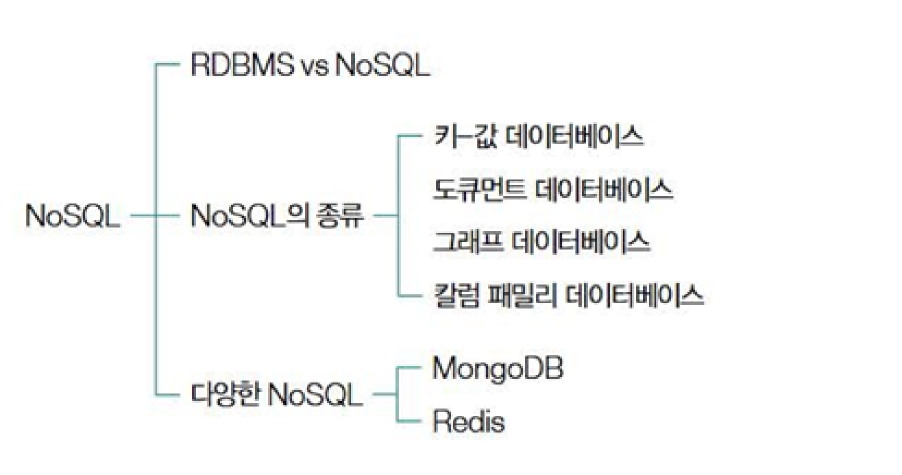 RDBMS vs NoSQL
키-값 데이터베이스
도큐먼트 데이터베이스
NoSQL
NoSQL의 종류
그래프 데이터베이스
칼럼 패밀리 데이터베이스
다양한 NoSQL
MongoDB
Redis